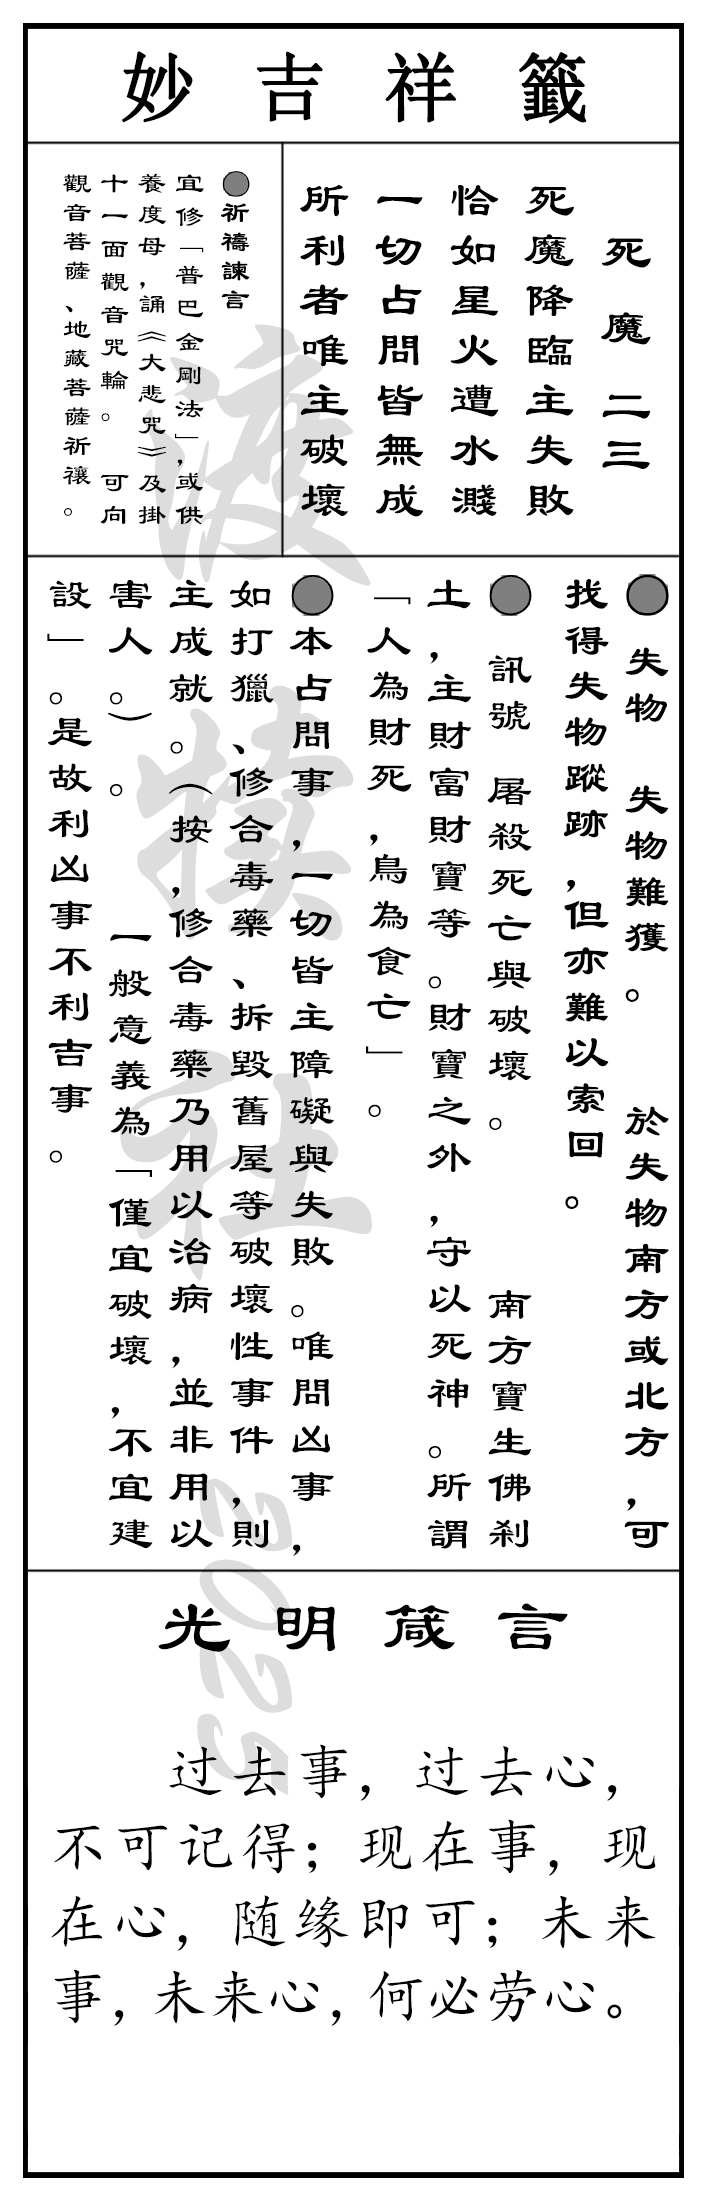 妙吉祥籤
死魔 二三
死魔降臨主失敗
恰如星火遭水濺
一切占問皆無成
所利者唯主破壞
●祈禱諫言
宜修「普巴金剛法」,或供
養度母,誦《大悲咒》及掛
十一面觀音咒輪。 可向
觀音菩薩、地藏菩薩祈禳。
● 失物 失物難獲。 於失物南方或北方,可
找得失物蹤跡,但亦難以索回。
● 訊號 屠殺死亡與破壞。 南方寶生佛剎
土,主財富財寶等。財寶之外,守以死神。所謂
「人為財死,鳥為食亡」。
●本占問事,一切皆主障礙與失敗。唯問凶事,
如打獵、修合毒藥、拆毀舊屋等破壞性事件,則
主成就。(按,修合毒藥乃用以治病,並非用以
害人。)。 一般意義為「僅宜破壞,不宜建
設」。是故利凶事不利吉事。
光明箴言
过去事，过去心，
不可记得；现在事，现
在心，随缘即可；未来
事，未来心，何必劳心。
渡犊社 2025